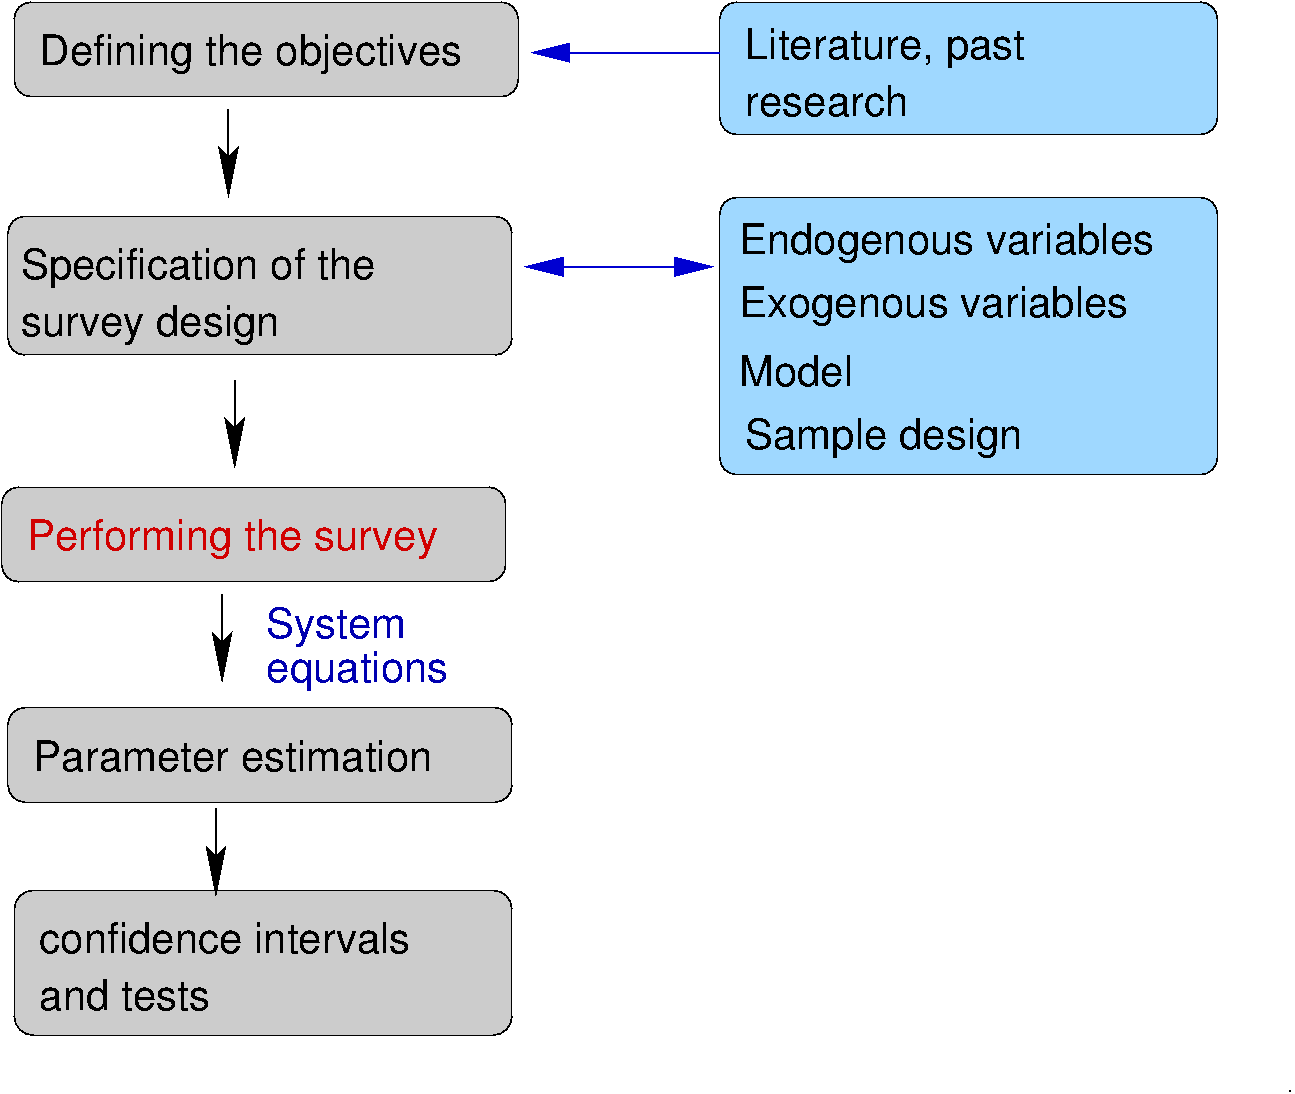 Defining the objectives
Literature, past
research
Specification of the
survey design
Endogenous variables
Exogenous variables
Model
Sample design
Performing the survey
System
equations
Parameter estimation
confidence intervals
and tests
.